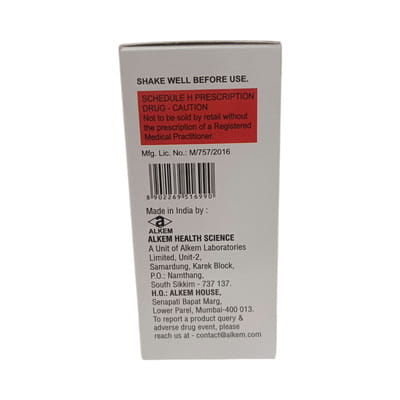 SHAKE WELL BEFORE USE.
SCHEDULE H PRESCRIPTION
DRUG - CAUTION
Not to be sold by retail without
the prescription of a Registered
Medical Practitioner.
Mfg. Lic. No.: M/757/2016
8 902269 516990
Made in India by :
a
ALKEM
ALKEM HEALTH SCIENCE
A Unit of Alkem Laboratories
Limited, Unit-2,
Samardung, Karek Block,
P.O.: Namthang,
South Sikkim - 737 137.
H.O.: ALKEM HOUSE,
Senapati Bapat Marg,
Lower Parel, Mumbai-400 013.
To report a product query &
adverse drug event, please
reach us at - contact@alkem.com